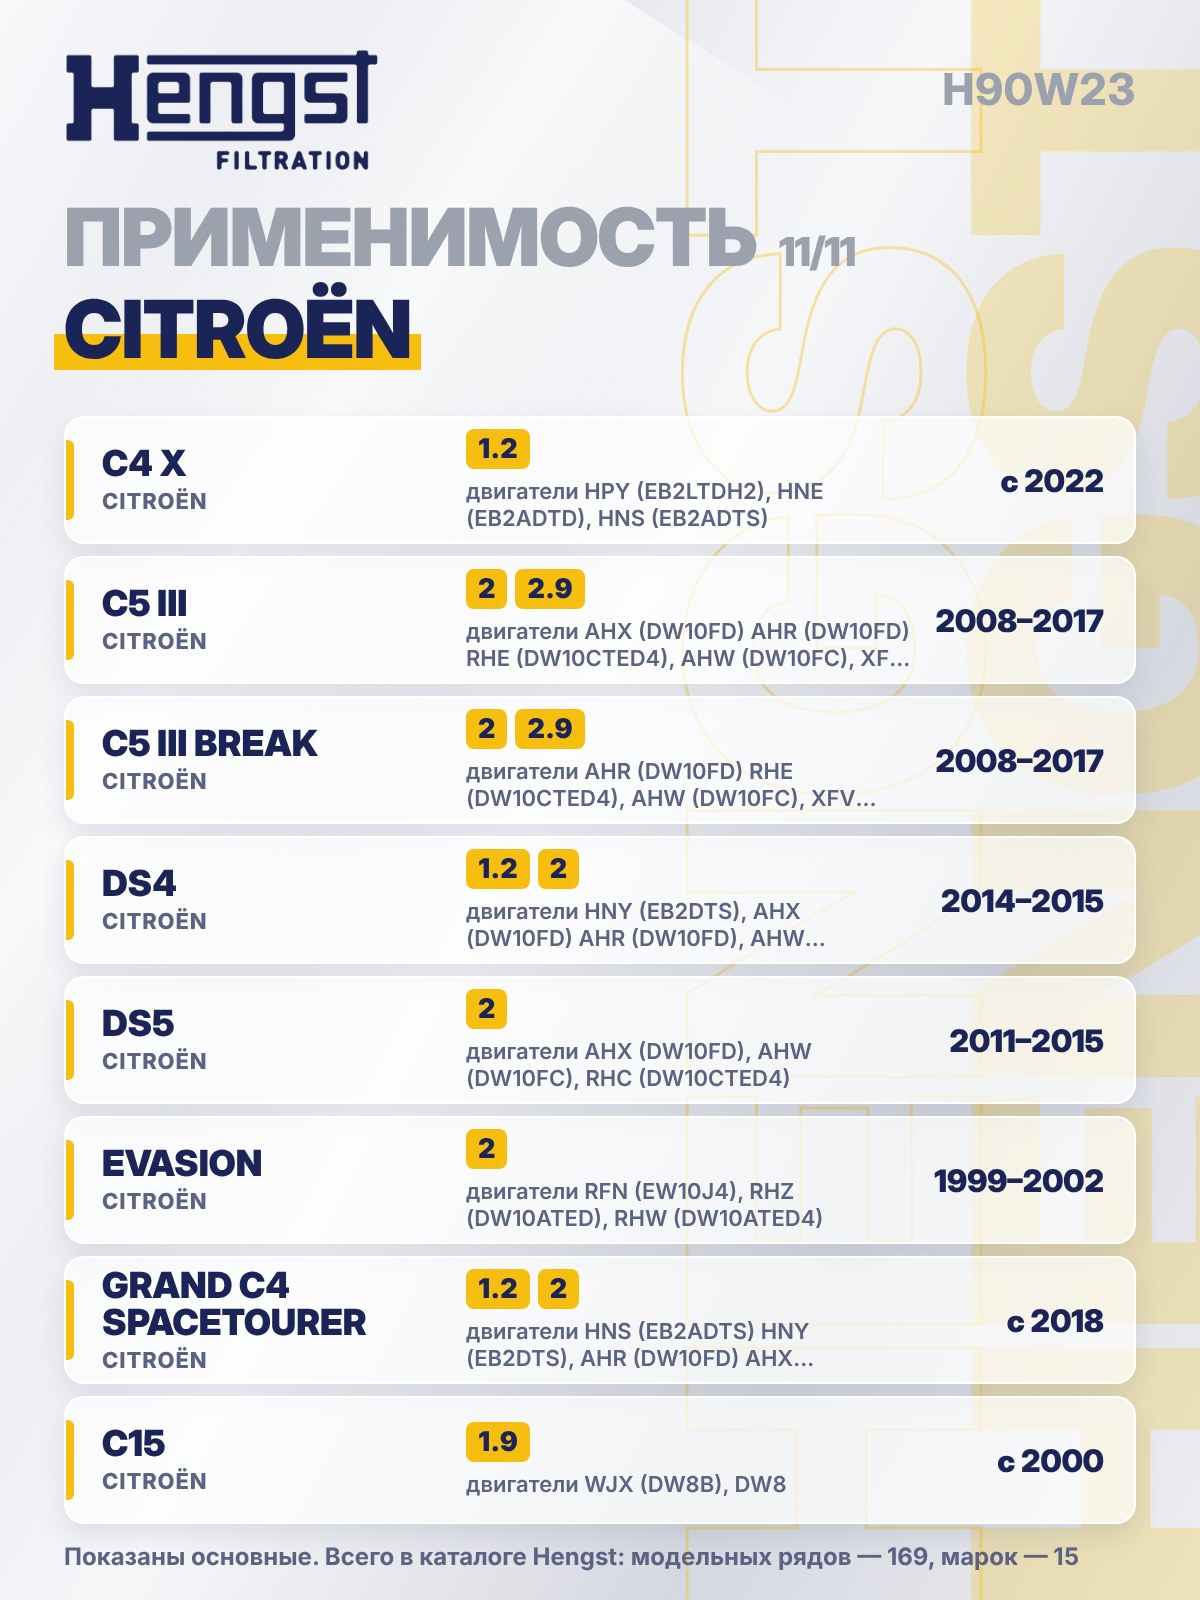 Hengst
FILTRATION
H90W23
ПРИМЕНИМОСТЬ 11/11
CITROËN
C4 X
CITROËN
1.2
двигатели HPY (EB2LTDH2), HNE
(EB2ADTD), HNS (EB2ADTS)
с 2022
C5 III
CITROËN
2 2.9
двигатели AHX (DW10FD) AHR (DW10FD)
RHE (DW10CTED4), AHW (DW10FC), XF...
2008–2017
C5 III BREAK
CITROËN
2 2.9
двигатели AHR (DW10FD) RHE
(DW10CTED4), AHW (DW10FC), XFV...
2008–2017
DS4
CITROËN
1.2 2
двигатели HNY (EB2DTS), AHX
(DW10FD) AHR (DW10FD), AHW...
2014–2015
DS5
CITROËN
2
двигатели AHX (DW10FD), AHW
(DW10FC), RHC (DW10CTED4)
2011–2015
EVASION
CITROËN
2
двигатели RFN (EW10J4), RHZ
(DW10ATED), RHW (DW10ATED4)
1999–2002
GRAND C4
SPACETOURER
CITROËN
1.2 2
двигатели HNS (EB2ADTS) HNY
(EB2DTS), AHR (DW10FD) AHX...
с 2018
C15
CITROËN
1.9
двигатели WJX (DW8B), DW8
с 2000
Показаны основные. Всего в каталоге Hengst: модельных рядов — 169, марок — 15
HENGST
HENGST